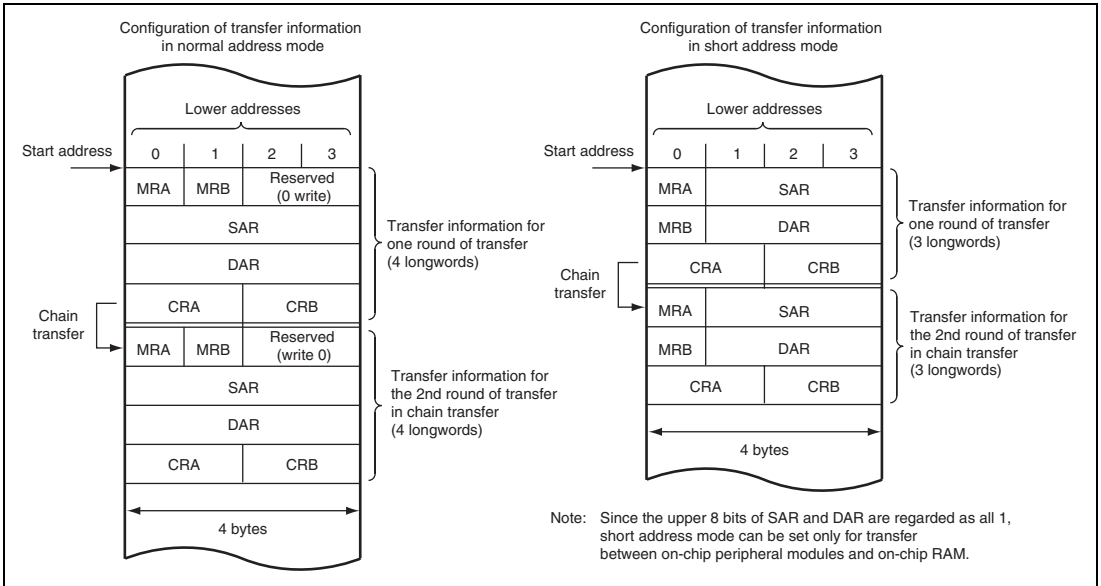 Configuration of transfer information
in normal address mode
Lower addresses
Start address
0 1 2 3
MRA MRB Reserved
(0 write)
SAR
DAR
CRA CRB
Transfer information for
one round of transfer
(4 longwords)
Chain
transfer
MRA MRB Reserved
(write 0)
SAR
DAR
CRA CRB
Transfer information for
the 2nd round of transfer
in chain transfer
(4 longwords)
4 bytes
Configuration of transfer information
in short address mode
Lower addresses
Start address
0 1 2 3
MRA SAR
MRB DAR
CRA CRB
Transfer information for
one round of transfer
(3 longwords)
Chain
transfer
MRA SAR
MRB DAR
CRA CRB
Transfer information for
the 2nd round of transfer
in chain transfer
(3 longwords)
4 bytes
Note: Since the upper 8 bits of SAR and DAR are regarded as all 1,
short address mode can be set only for transfer
between on-chip peripheral modules and on-chip RAM.